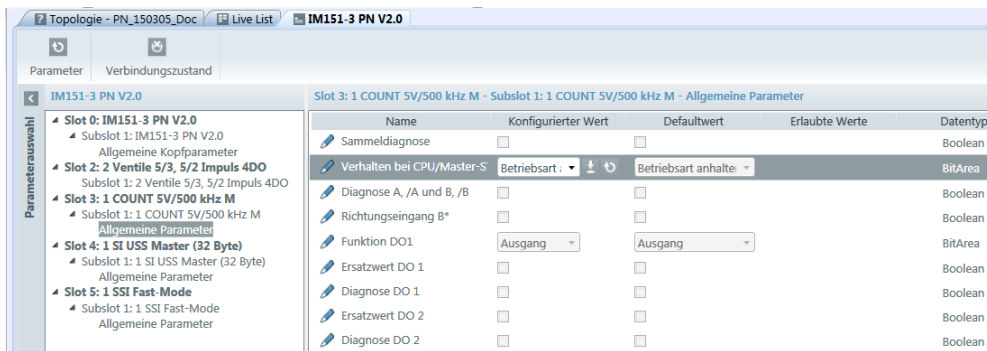 Topologie - PN_150305_Doc Live List IM151-3 PN V2.0
Parameter Verbindungszustand
Parameterauswahl
IM151-3 PN V2.0
Slot 0: IM151-3 PN V2.0
Subslot 1: IM151-3 PN V2.0
Allgemeine Kopfparameter
Slot 2: 2 Ventile 5/3, 5/2 Impuls 4DO
Subslot 1: 2 Ventile 5/3, 5/2 Impuls 4DO
Slot 3: 1 COUNT 5V/500 kHz M
Subslot 1: 1 COUNT 5V/500 kHz M
Allgemeine Parameter
Slot 4: 1 SI USS Master (32 Byte)
Subslot 1: 1 SI USS Master (32 Byte)
Allgemeine Parameter
Slot 5: 1 SSI Fast-Mode
Subslot 1: 1 SSI Fast-Mode
Allgemeine Parameter
Slot 3: 1 COUNT 5V/500 kHz M - Subslot 1: 1 COUNT 5V/500 kHz M - Allgemeine Parameter
Name Konfigurierter Wert Defaultwert Erlaubte Werte Datentyp
Sammeldiagnose Boolean
Verhalten bei CPU/Master-S Betriebsart Betriebsart anhalte BitArea
Diagnose A, /A und B, /B Boolean
Richtungseingang B* Boolean
Funktion DO1 Ausgang Ausgang BitArea
Ersatzwert DO 1 Boolean
Diagnose DO 1 Boolean
Ersatzwert DO 2 Boolean
Diagnose DO 2 Boolean